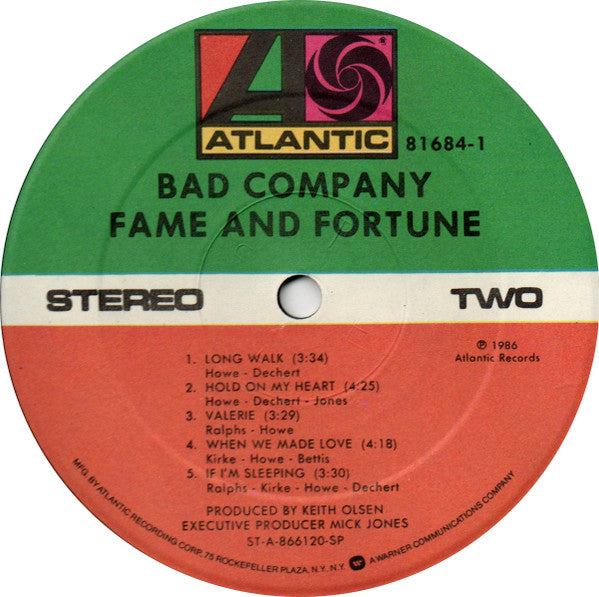 ATLANTIC
81684-1
BAD COMPANY
FAME AND FORTUNE
STEREO
TWO
℗ 1986
Atlantic Records
1. LONG WALK (3:34)
Howe - Dechert
2. HOLD ON MY HEART (4:25)
Howe - Dechert - Jones
3. VALERIE (3:29)
Ralphs - Howe
4. WHEN WE MADE LOVE (4:18)
Kirke - Howe - Bettis
5. IF I'M SLEEPING (3:30)
Ralphs - Kirke - Howe - Dechert
PRODUCED BY KEITH OLSEN
EXECUTIVE PRODUCER MICK JONES
ST-A-866120-SP
MFG. BY ATLANTIC RECORDING CORP. 75 ROCKEFELLER PLAZA, N.Y. N.Y. A WARNER COMMUNICATIONS COMPANY